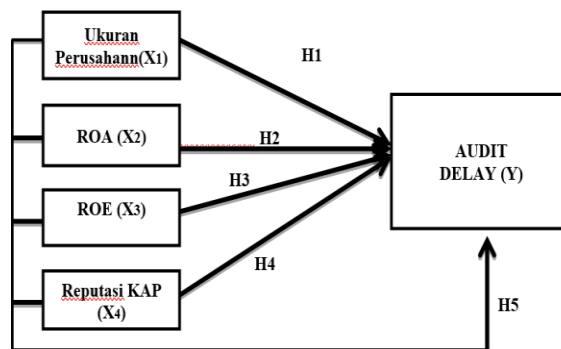 Ukuran
Perusahann(X1)
H1
ROA (X2)
H2
AUDIT
DELAY (Y)
H3
ROE (X3)
H4
Reputasi KAP
(X4)
H5